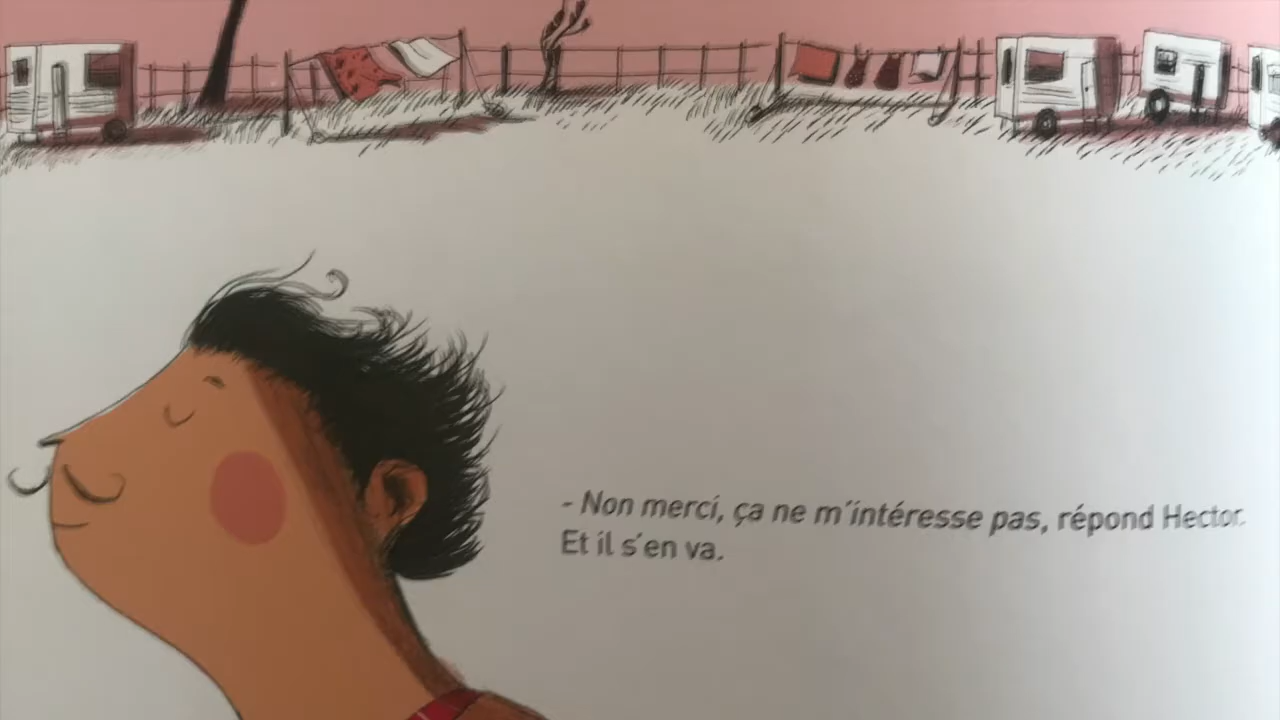 - Non merci, ça ne m'intéresse pas, répond Hector.
Et il s'en va.